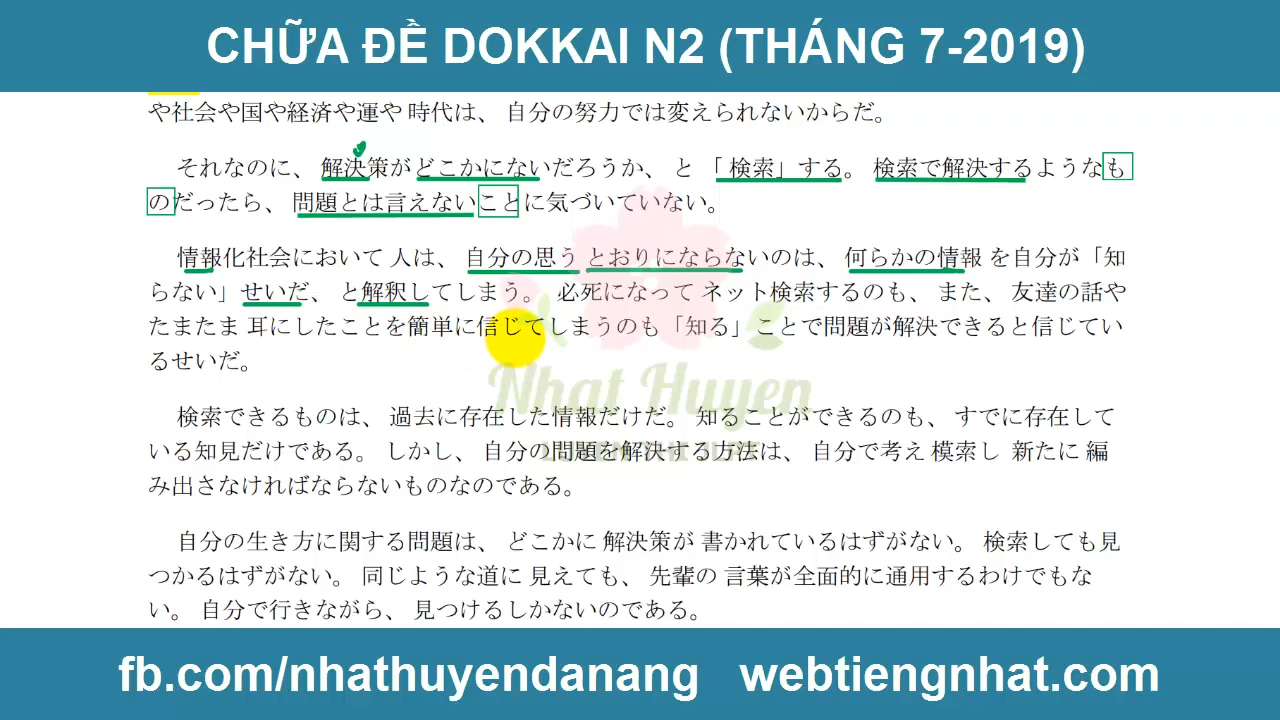 CHỮA ĐỀ DOKKAI N2 (THÁNG 7-2019)
や社会や国や経済や運や 時代は、 自分の努力では変えられないからだ。
それなのに、 解決策がどこかにないだろうか、 と 「 検索」する。 検索で解決するようなも
のだったら、 問題とは言えないことに気づいていない。
情報化社会において 人は、 自分の思う とおりにならないのは、 何らかの情報 を自分が「知
らない」せいだ、 と解釈してしまう。 必死になって ネット検索するのも、 また、 友達の話や
たまたま 耳にしたことを簡単に信じてしまうのも「知る」ことで問題が解決できると信じてい
るせいだ。
検索できるものは、 過去に存在した情報だけだ。 知ることができるのも、 すでに存在して
いる知見だけである。 しかし、 自分の問題を解決する方法は、 自分で考え 模索し 新たに 編
み出さなければならないものなのである。
自分の生き方に関する問題は、 どこかに 解決策が 書かれているはずがない。 検索しても見
つかるはずがない。 同じような道に 見えても、 先輩の 言葉が全面的に通用するわけでもな
い。 自分で行きながら、 見つけるしかないのである。
Nhat Huyen
LUYEN THI JLPT
fb.com/nhathuyendanang webtiengnhat.com